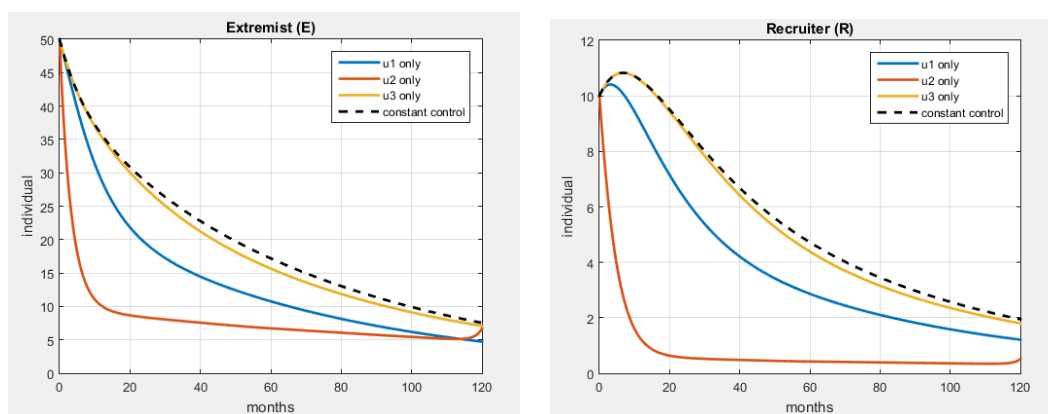 Extremist (E)
50
45
40
35
30
25
20
15
10
5
0
individual
0 20 40 60 80 100 120
months
u1 only
u2 only
u3 only
constant control
Recruiter (R)
12
10
8
6
4
2
0
individual
0 20 40 60 80 100 120
months
u1 only
u2 only
u3 only
constant control